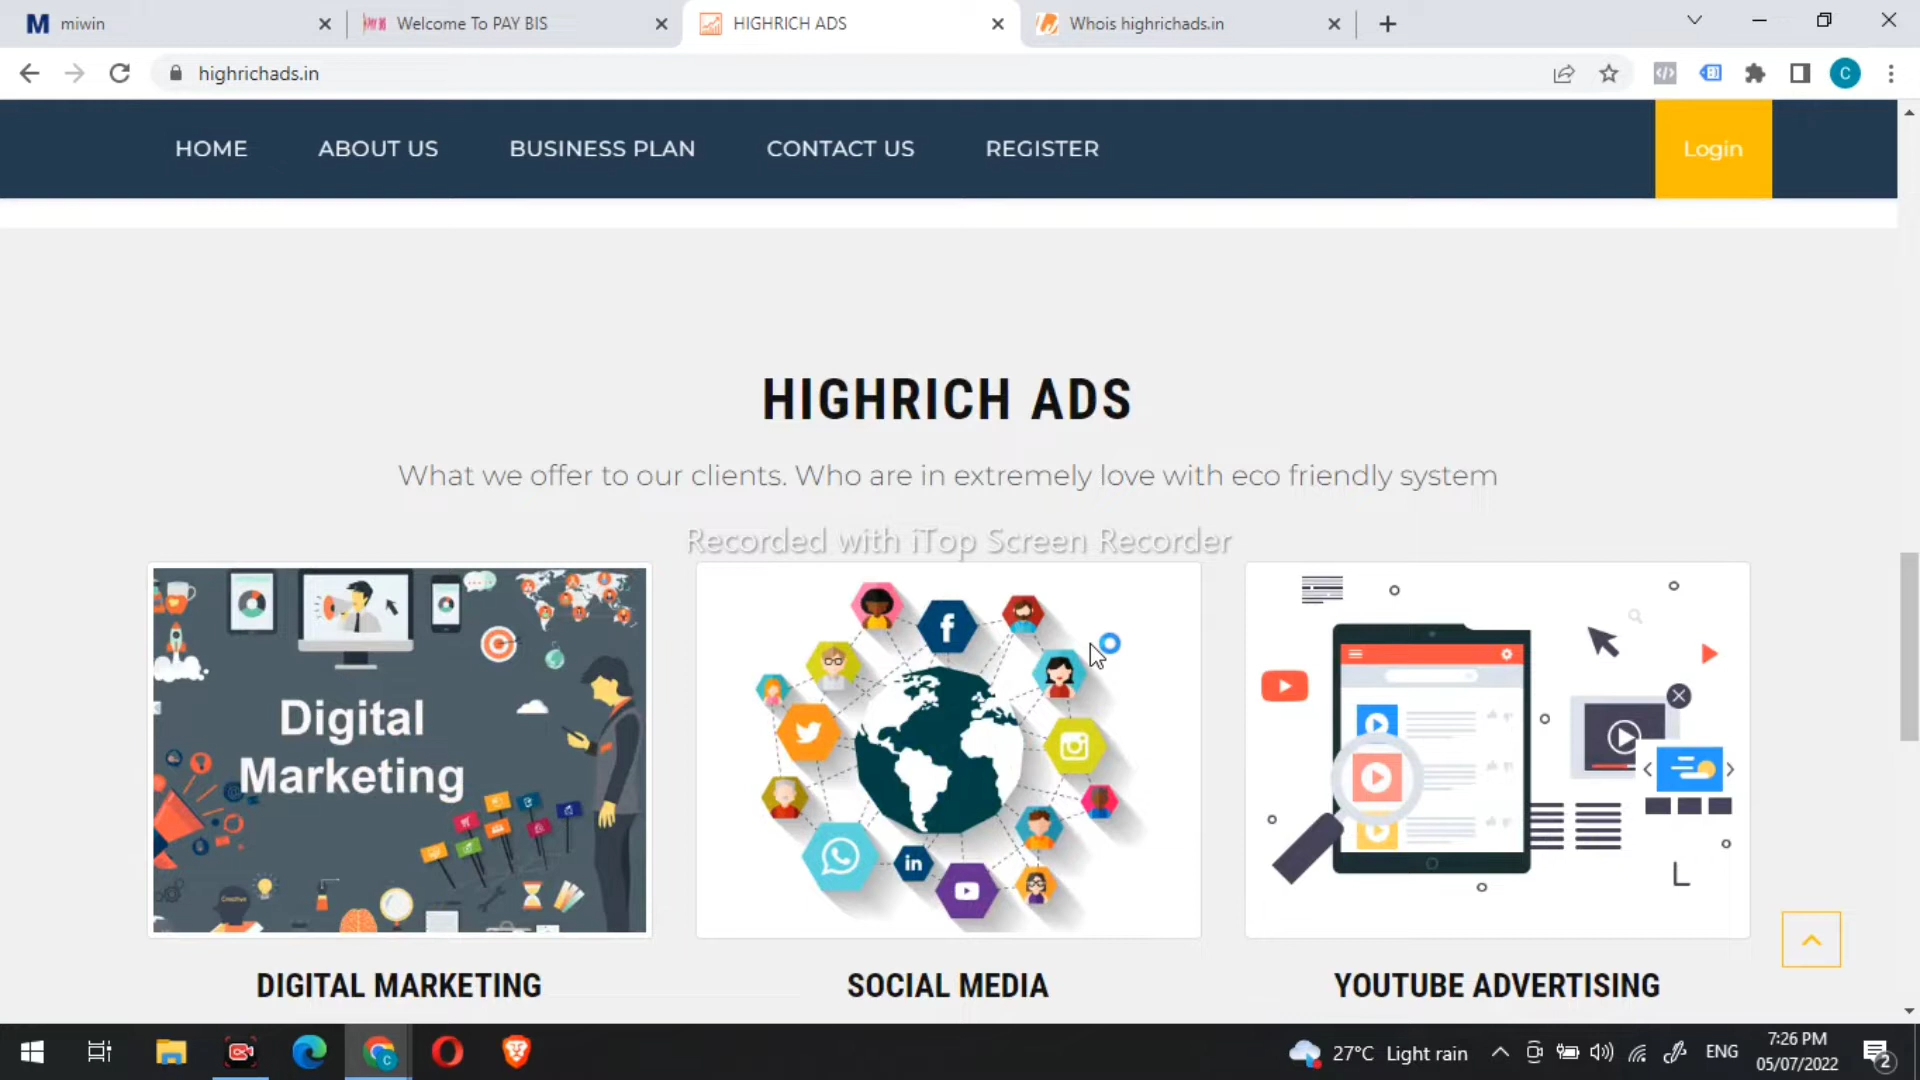 miwin
Welcome To PAY BIS
HIGHRICH ADS
Whois highrichads.in
highrichads.in
C
HOME
ABOUT US
BUSINESS PLAN
CONTACT US
REGISTER
Login
HIGHRICH ADS
What we offer to our clients. Who are in extremely love with eco friendly system
Recorded with iTop Screen Recorder
Digital
Marketing
DIGITAL MARKETING
SOCIAL MEDIA
YOUTUBE ADVERTISING
27°C Light rain
ENG
7:26 PM
05/07/2022
2